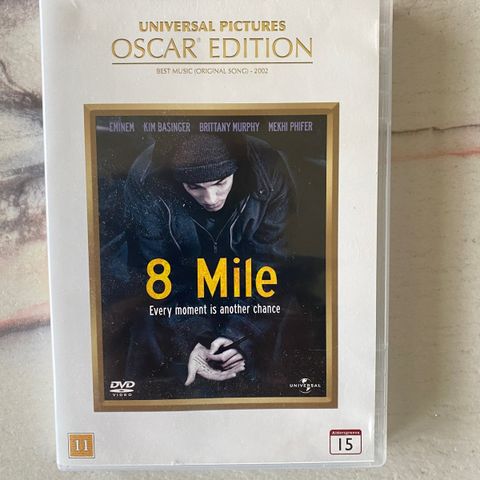 UNIVERSAL PICTURES
OSCAR® EDITION
BEST MUSIC (ORIGINAL SONG) - 2002
EMINEM KIM BASINGER BRITTANY MURPHY MEKHI PHIFER
8 Mile
Every moment is another chance
DVD
VIDEO
UNIVERSAL
11
Aldersgrense
15